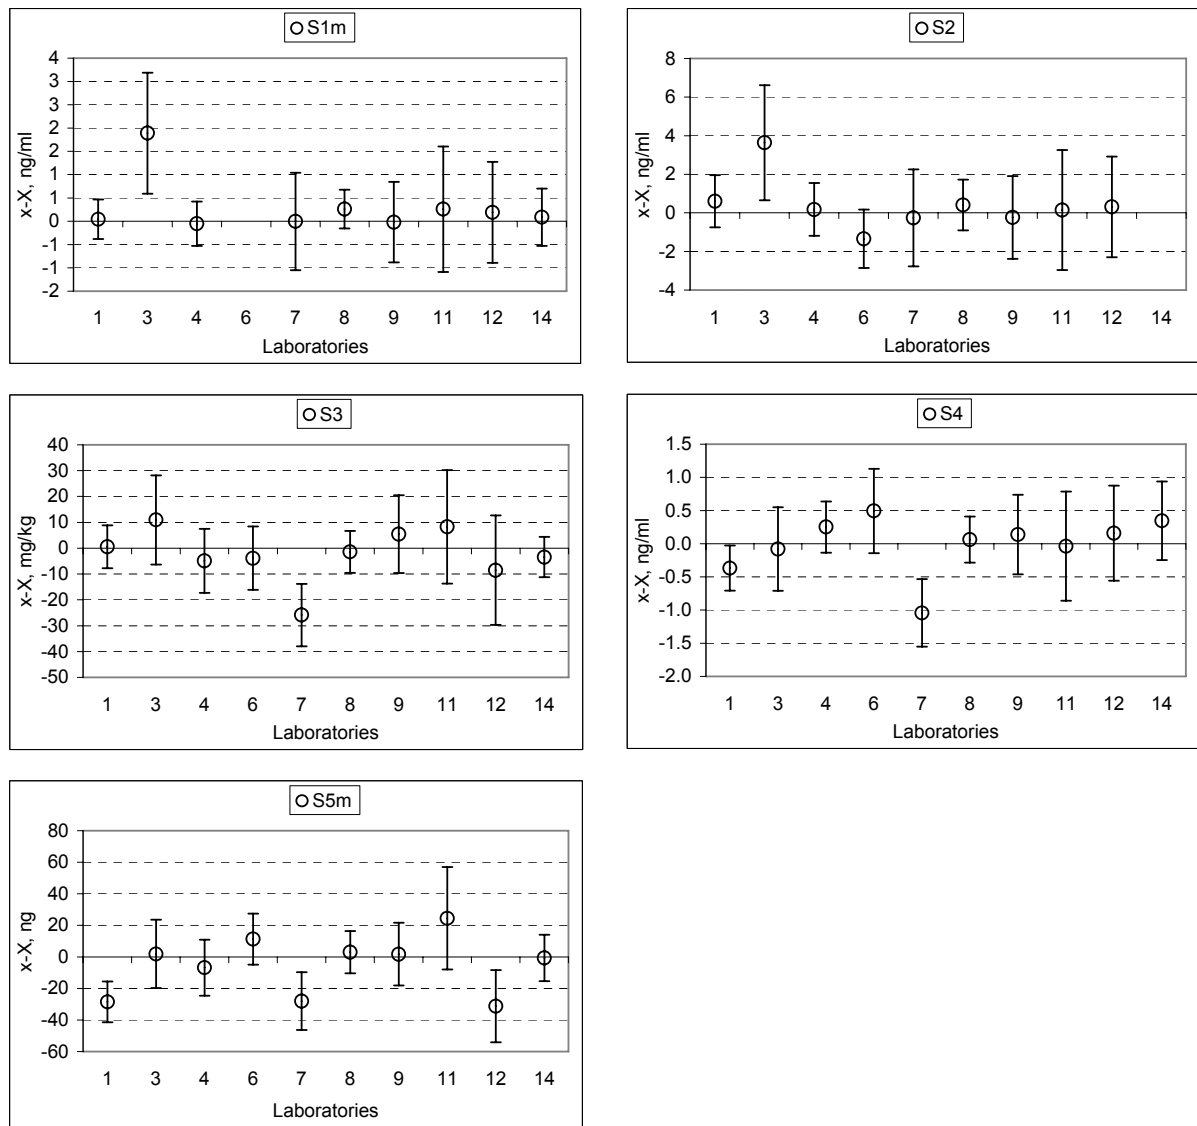 S1m
4
3
3
2
2
1
1
0
-1
-1
-2
x-X, ng/ml
1 3 4 6 7 8 9 11 12 14
Laboratories
S2
8
6
4
2
0
-2
-4
x-X, ng/ml
1 3 4 6 7 8 9 11 12 14
Laboratories
S3
40
30
20
10
0
-10
-20
-30
-40
-50
x-X, mg/kg
1 3 4 6 7 8 9 11 12 14
Laboratories
S4
1.5
1.0
0.5
0.0
-0.5
-1.0
-1.5
-2.0
x-X, ng/ml
1 3 4 6 7 8 9 11 12 14
Laboratories
S5m
80
60
40
20
0
-20
-40
-60
x-X, ng
1 3 4 6 7 8 9 11 12 14
Laboratories